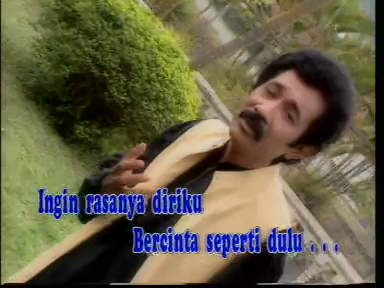 Ingin rasanya diriku
Bercinta seperti dulu . . .